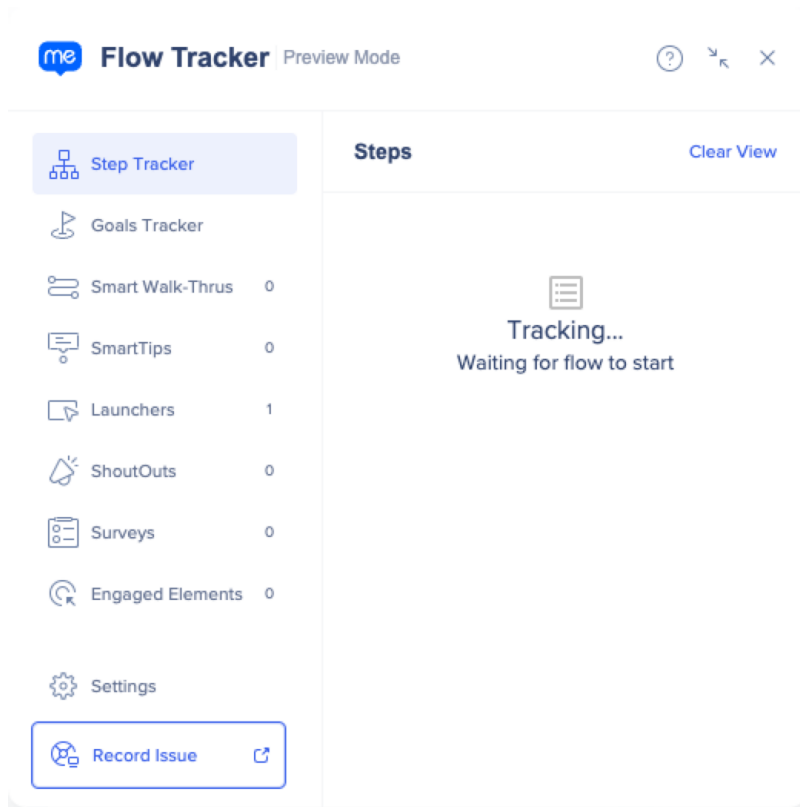 me Flow Tracker Preview Mode ?
Step Tracker
Goals Tracker
Smart Walk-Thrus 0
SmartTips 0
Launchers 1
ShoutOuts 0
Surveys 0
Engaged Elements 0
Settings
Record Issue
Steps Clear View
Tracking...
Waiting for flow to start